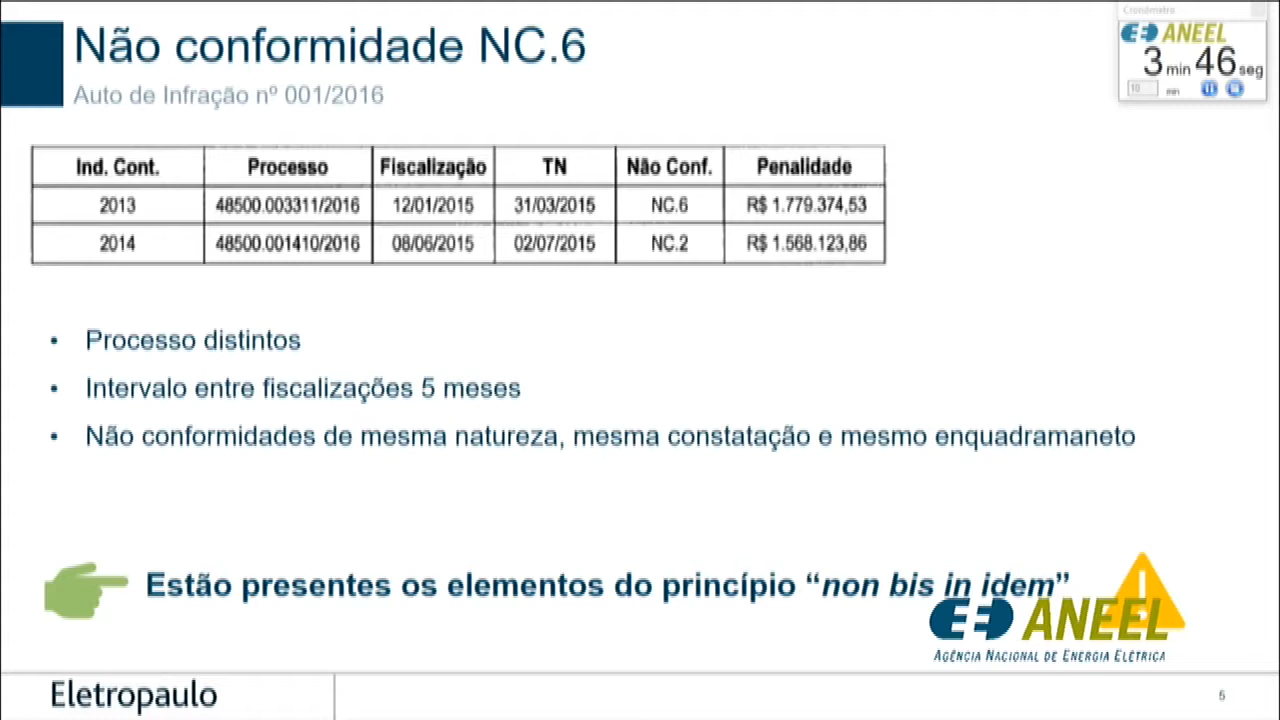 Não conformidade NC.6
Auto de Infração nº 001/2016
Cronômetro
ANEEL
3 min 46 seg
10 min
Ind. Cont. Processo Fiscalização TN Não Conf. Penalidade
2013 48500.003311/2016 12/01/2015 31/03/2015 NC.6 R$ 1.779.374,53
2014 48500.001410/2016 08/06/2015 02/07/2015 NC.2 R$ 1.568.123,86
• Processo distintos
• Intervalo entre fiscalizações 5 meses
• Não conformidades de mesma natureza, mesma constatação e mesmo enquadramaneto
Estão presentes os elementos do princípio “non bis in idem”
ANEEL
AGÊNCIA NACIONAL DE ENERGIA ELÉTRICA
Eletropaulo